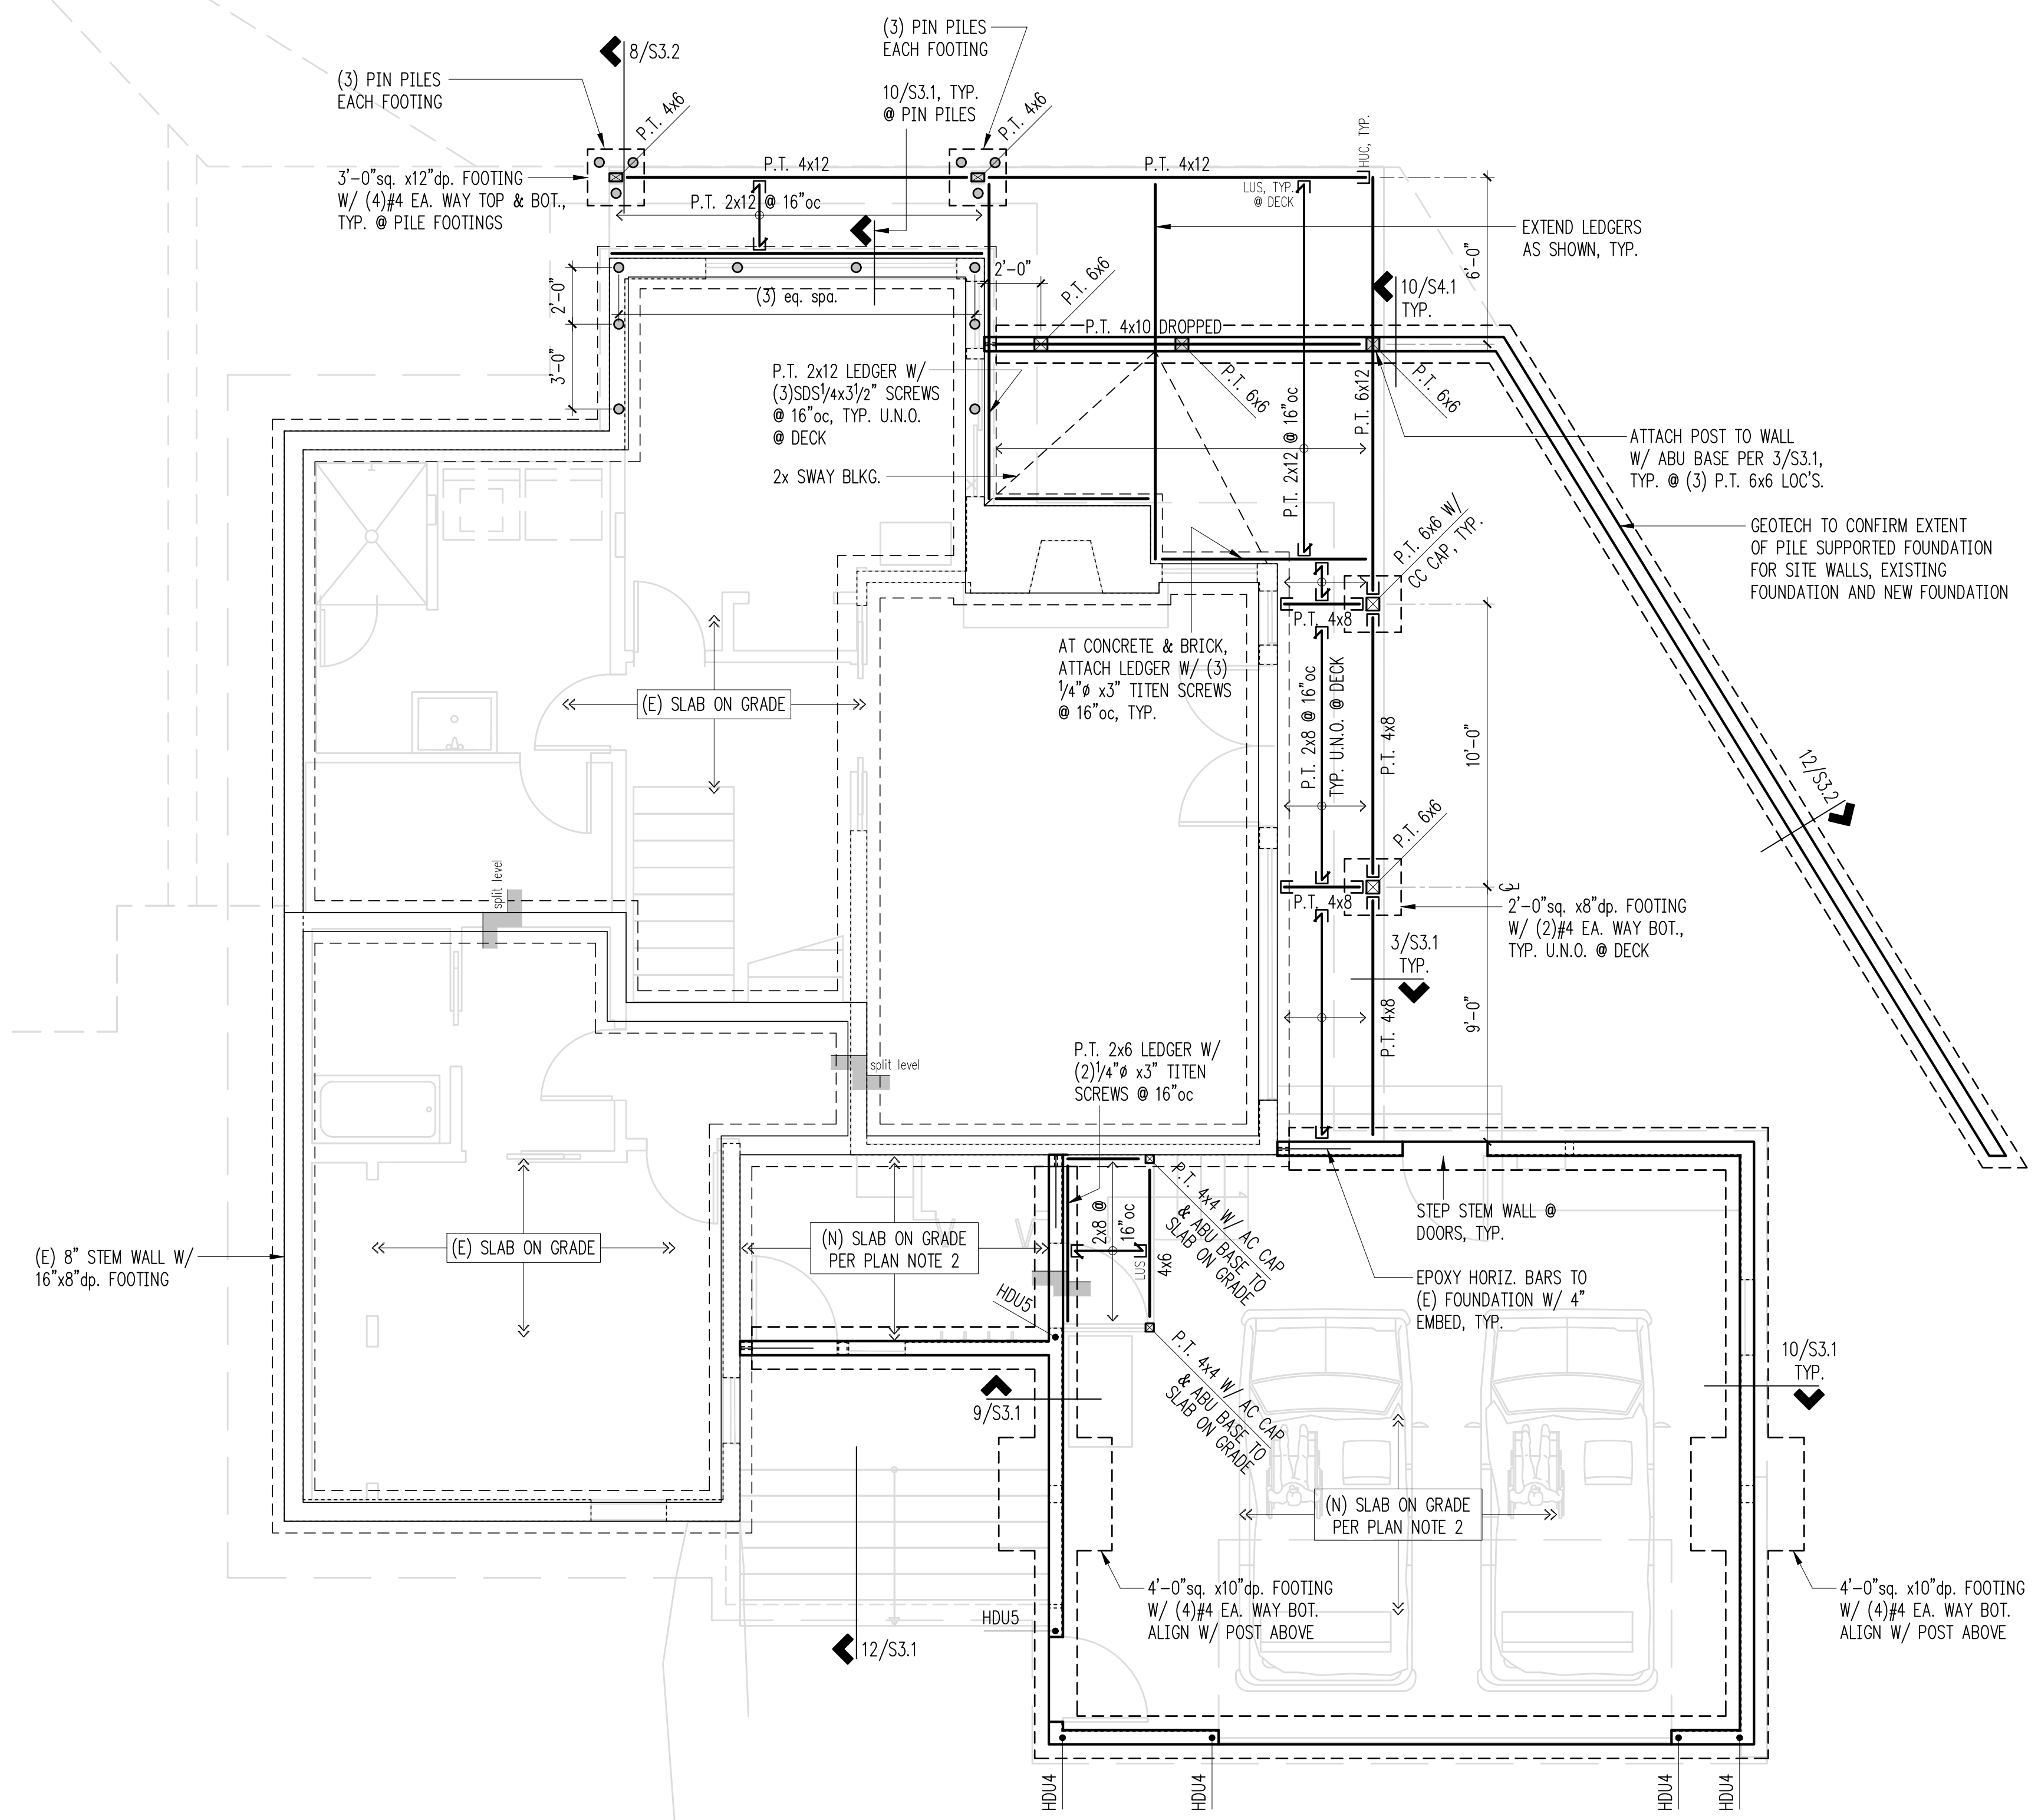 (3) PIN PILES
EACH FOOTING
8/S3.2
P.T. 4x6
(3) PIN PILES
EACH FOOTING
10/S3.1, TYP.
@ PIN PILES
P.T. 4x6
HUC, TYP.
P.T. 4x12
P.T. 4x12
3'-0"sq. x12"dp. FOOTING
W/ (4)#4 EA. WAY TOP & BOT.,
TYP. @ PILE FOOTINGS
P.T. 2x12 @ 16"oc
LUS, TYP.
@ DECK
EXTEND LEDGERS
AS SHOWN, TYP.
6'-0"
2'-0"
3'-0"
(3) eq. spa.
2'-0"
P.T. 6x6
10/S4.1
TYP.
P.T. 4x10 DROPPED
P.T. 2x12 LEDGER W/
(3)SDS1/4x31/2" SCREWS
@ 16"oc, TYP. U.N.O.
@ DECK
P.T. 6x6
P.T. 6x12
P.T. 6x6
2x SWAY BLKG.
P.T. 2x12 @ 16"oc
ATTACH POST TO WALL
W/ ABU BASE PER 3/S3.1,
TYP. @ (3) P.T. 6x6 LOC'S.
P.T. 6x6 W/
CC CAP, TYP.
GEOTECH TO CONFIRM EXTENT
OF PILE SUPPORTED FOUNDATION
FOR SITE WALLS, EXISTING
FOUNDATION AND NEW FOUNDATION
P.T. 4x8
AT CONCRETE & BRICK,
ATTACH LEDGER W/ (3)
1/4"ø x3" TITEN SCREWS
@ 16"oc, TYP.
(E) SLAB ON GRADE
P.T. 2x8 @ 16"oc
TYP. U.N.O. @ DECK
P.T. 4x8
10'-0"
12/S3.2
P.T. 6x6
split level
P.T. 4x8
CL
2'-0"sq. x8"dp. FOOTING
W/ (2)#4 EA. WAY BOT.,
TYP. U.N.O. @ DECK
3/S3.1
TYP.
P.T. 4x8
9'-0"
split level
P.T. 2x6 LEDGER W/
(2)1/4"ø x3" TITEN
SCREWS @ 16"oc
P.T. 4x4 W/ AC CAP
& ABU BASE TO
SLAB ON GRADE
2x8 @
16"oc
LUS
4x6
STEP STEM WALL @
DOORS, TYP.
(E) 8" STEM WALL W/
16"x8"dp. FOOTING
(E) SLAB ON GRADE
(N) SLAB ON GRADE
PER PLAN NOTE 2
EPOXY HORIZ. BARS TO
(E) FOUNDATION W/ 4"
EMBED, TYP.
HDU5
P.T. 4x4 W/ AC CAP
& ABU BASE TO
SLAB ON GRADE
10/S3.1
TYP.
9/S3.1
(N) SLAB ON GRADE
PER PLAN NOTE 2
4'-0"sq. x10"dp. FOOTING
W/ (4)#4 EA. WAY BOT.
ALIGN W/ POST ABOVE
4'-0"sq. x10"dp. FOOTING
W/ (4)#4 EA. WAY BOT.
ALIGN W/ POST ABOVE
HDU5
12/S3.1
HDU4
HDU4
HDU4
HDU4